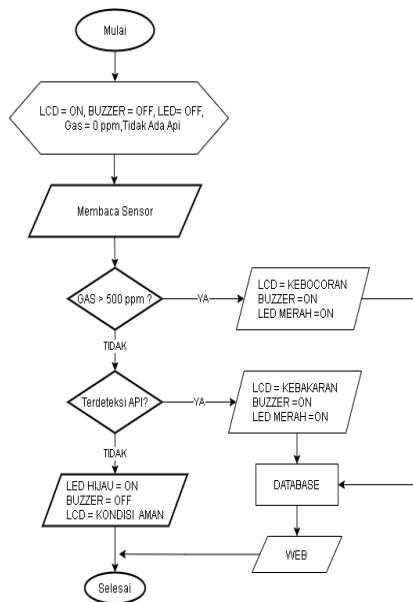 Mulai
LCD = ON, BUZZER = OFF, LED= OFF,
Gas = 0 ppm,Tidak Ada Api
Membaca Sensor
GAS > 500 ppm ?
YA
LCD = KEBOCORAN
BUZZER =ON
LED MERAH =ON
TIDAK
Terdeteksi API?
YA
LCD = KEBAKARAN
BUZZER =ON
LED MERAH =ON
TIDAK
LED HIJAU = ON
BUZZER = OFF
LCD = KONDISI AMAN
DATABASE
WEB
Selesai